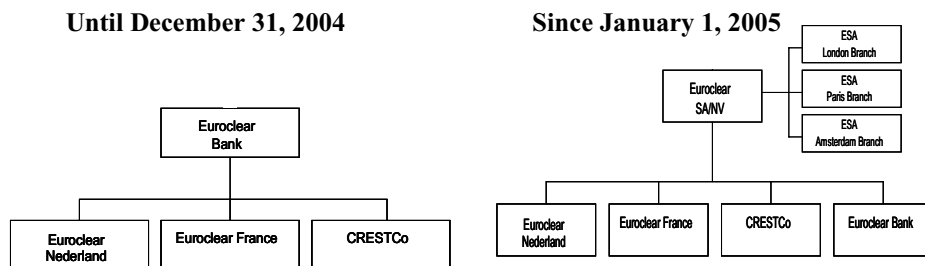 Until December 31, 2004
Euroclear
Bank
Euroclear
Nederland
Euroclear France
CRESTCo
Since January 1, 2005
ESA
London Branch
Euroclear
SA/NV
ESA
Paris Branch
ESA
Amsterdam Branch
Euroclear
Nederland
Euroclear France
CRESTCo
Euroclear Bank